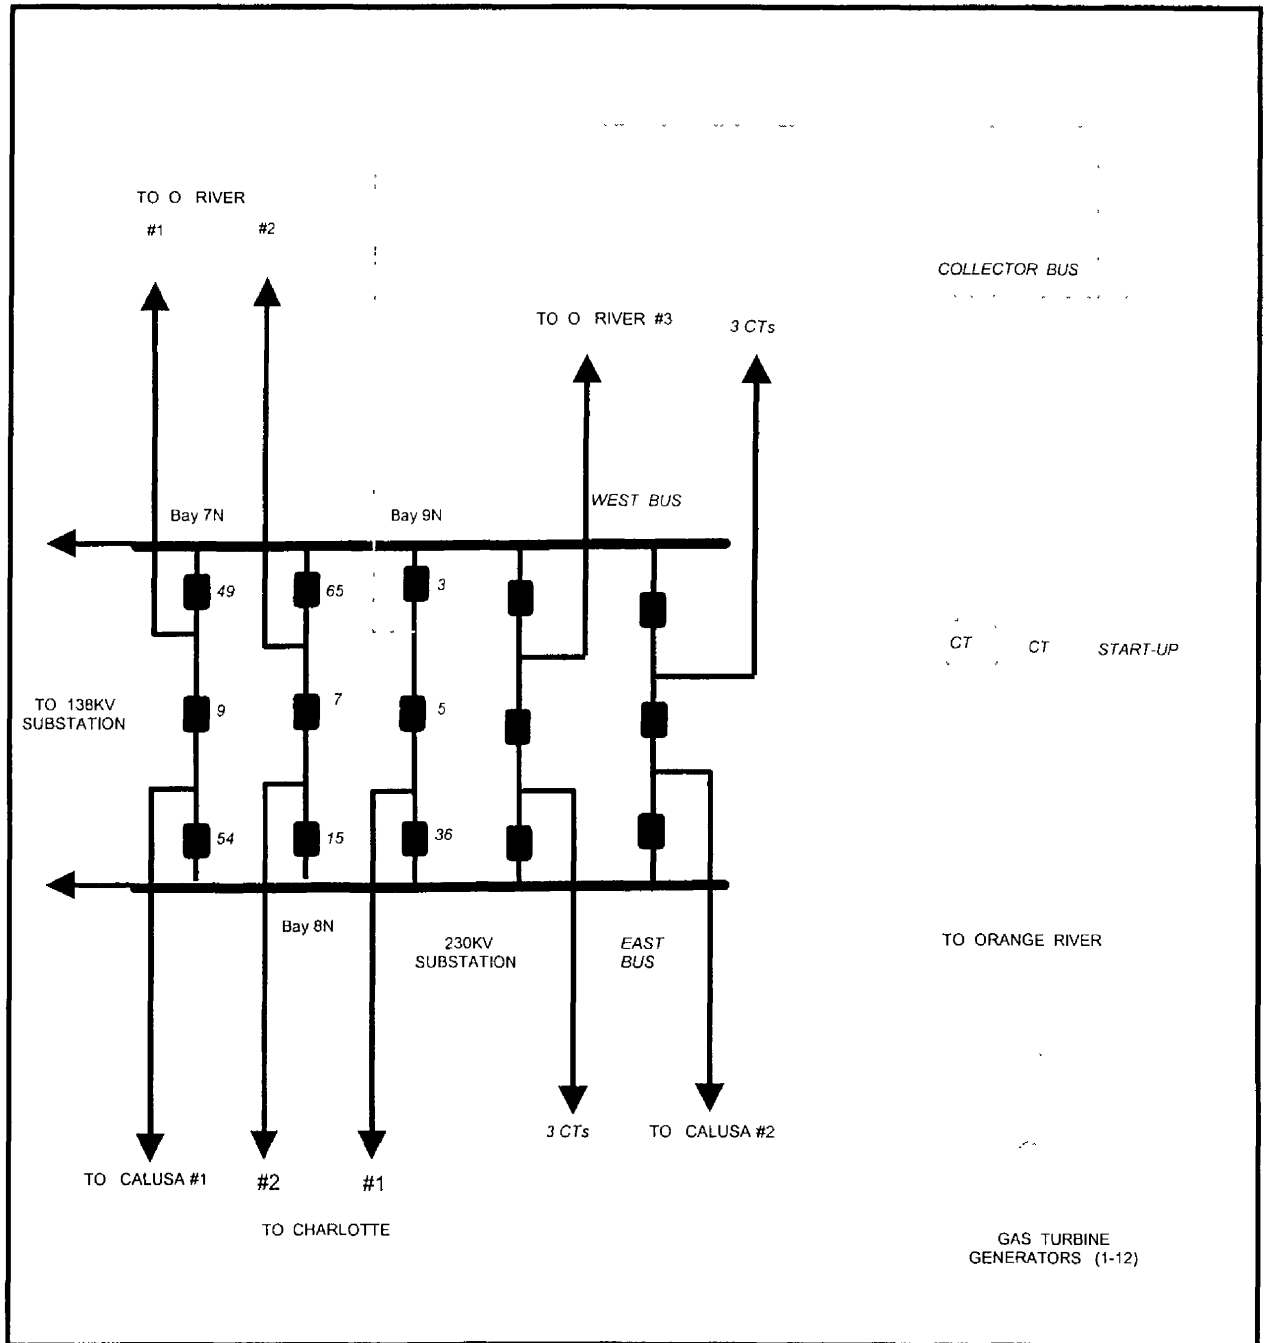 TO O RIVER
#1
#2
COLLECTOR BUS
TO O RIVER #3
3 CTs
WEST BUS
Bay 7N
Bay 9N
49
65
3
CT
CT
START-UP
TO 138KV
SUBSTATION
9
7
5
54
15
36
Bay 8N
230KV
SUBSTATION
EAST
BUS
TO ORANGE RIVER
3 CTs
TO CALUSA #2
TO CALUSA #1
#2
#1
TO CHARLOTTE
GAS TURBINE
GENERATORS (1-12)